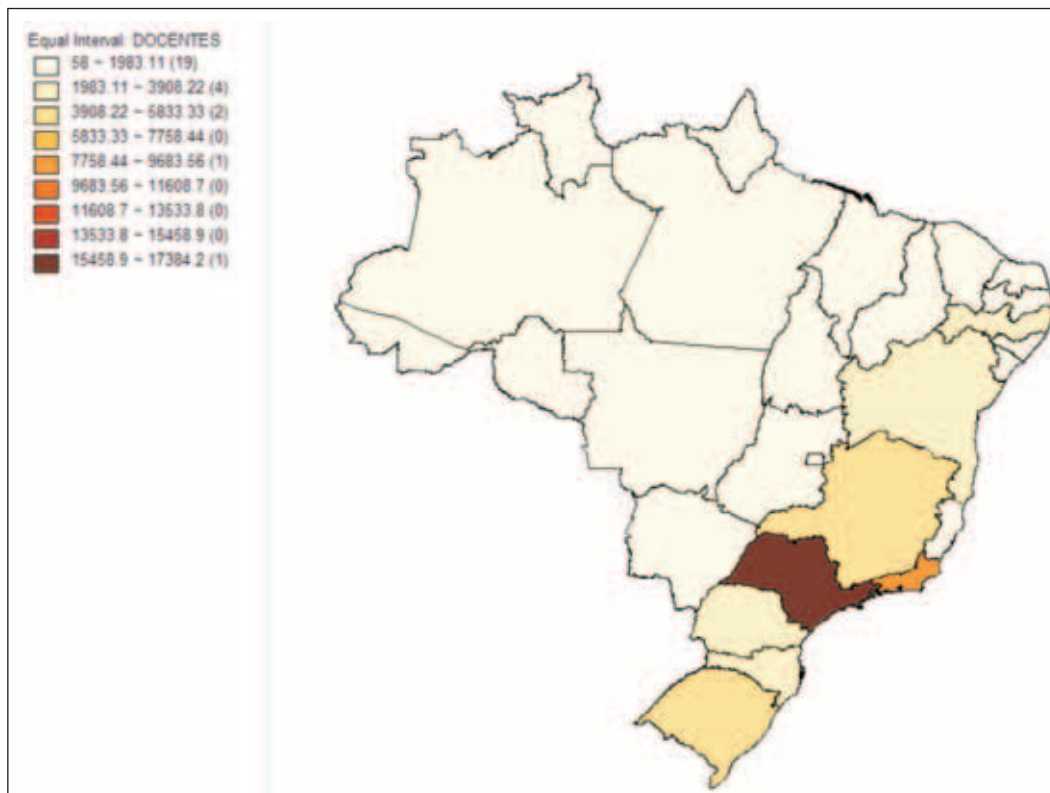 Equal Interval: DOCENTES
58 ~ 1983.11 (19)
1983.11 ~ 3908.22 (4)
3908.22 ~ 5833.33 (2)
5833.33 ~ 7758.44 (0)
7758.44 ~ 9683.56 (1)
9683.56 ~ 11608.7 (0)
11608.7 ~ 13533.8 (0)
13533.8 ~ 15458.9 (0)
15458.9 ~ 17384.2 (1)